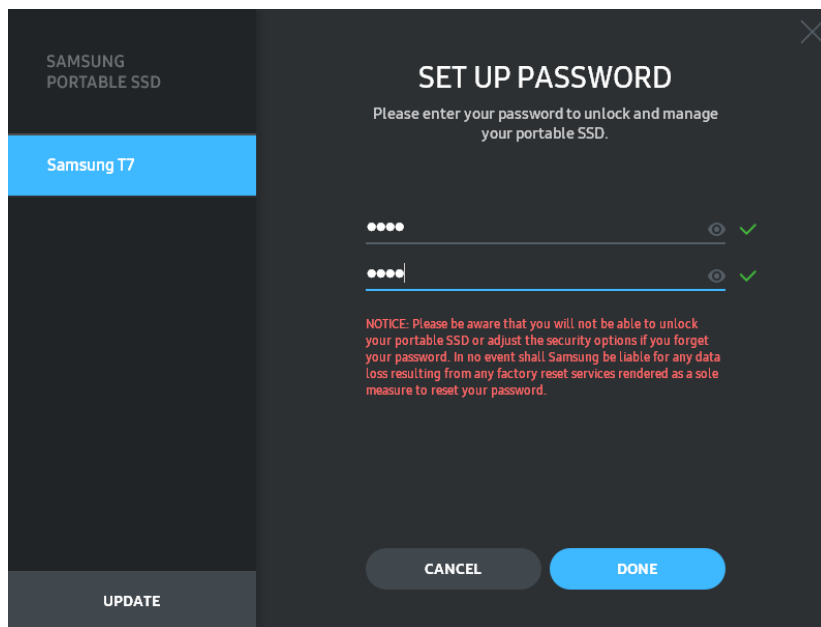 SAMSUNG
PORTABLE SSD
Samsung T7
UPDATE
SET UP PASSWORD
Please enter your password to unlock and manage
your portable SSD.
••••
••••
NOTICE: Please be aware that you will not be able to unlock
your portable SSD or adjust the security options if you forget
your password. In no event shall Samsung be liable for any data
loss resulting from any factory reset services rendered as a sole
measure to reset your password.
CANCEL
DONE